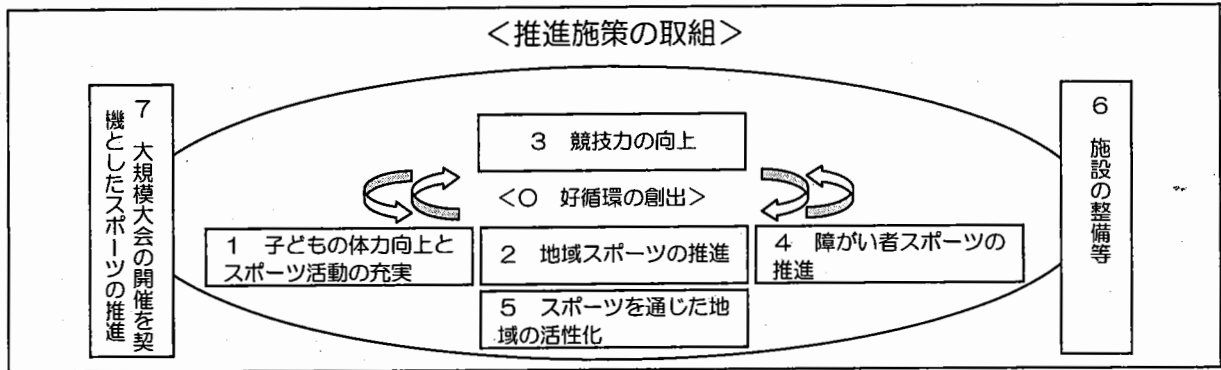 ＜推進施策の取組＞
7　大規模大会の開催を契
機としたスポーツの推進
3　競技力の向上
＜○　好循環の創出＞
1　子どもの体力向上と
スポーツ活動の充実
2　地域スポーツの推進
4　障がい者スポーツの
推進
5　スポーツを通じた地
域の活性化
6　施設の整備等